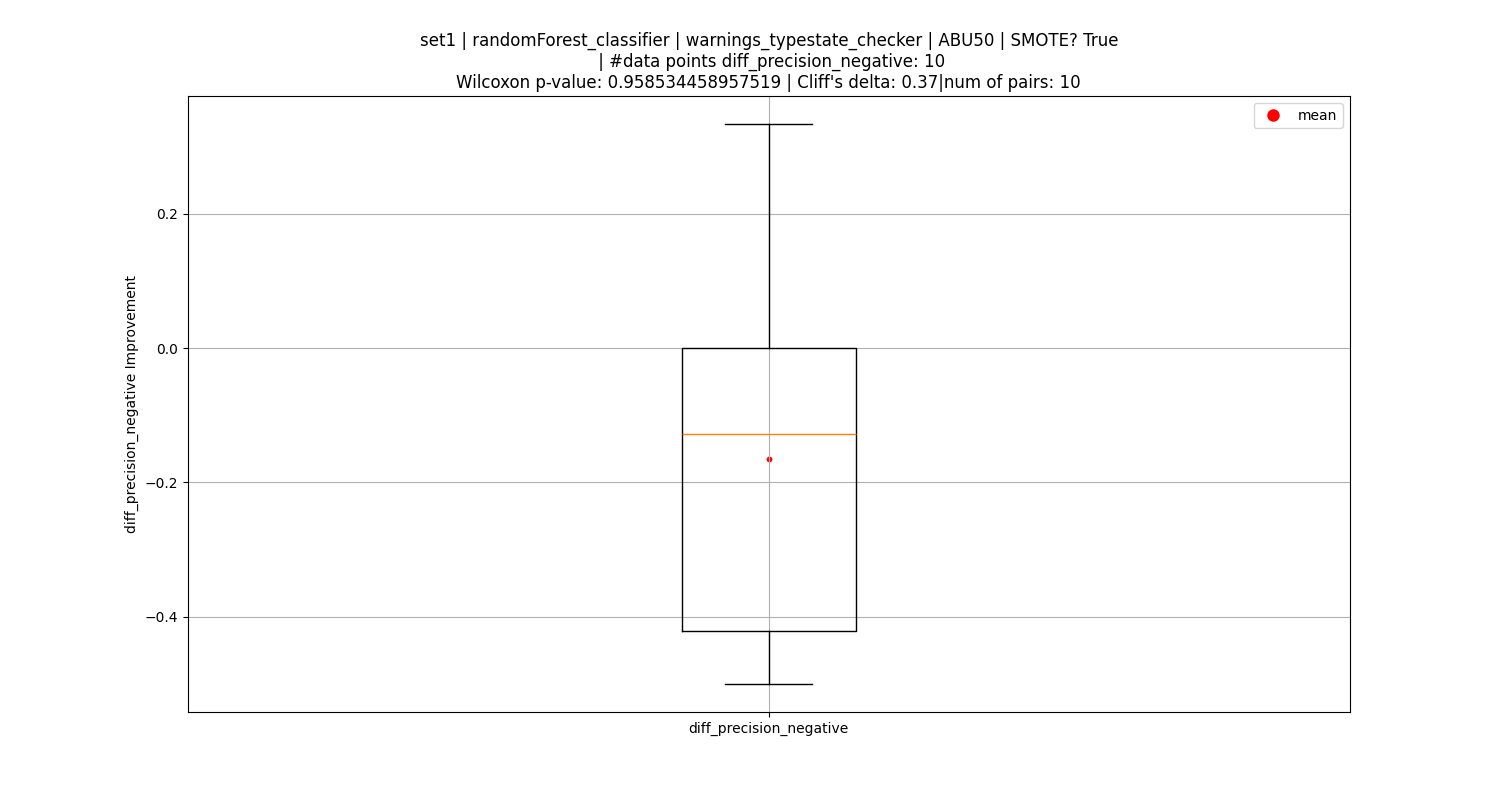 set1 | randomForest_classifier | warnings_typestate_checker | ABU50 | SMOTE? True
| #data points diff_precision_negative: 10
Wilcoxon p-value: 0.958534458957519 | Cliff's delta: 0.37|num of pairs: 10
mean
0.2
0.0
−0.2
−0.4
diff_precision_negative Improvement
diff_precision_negative